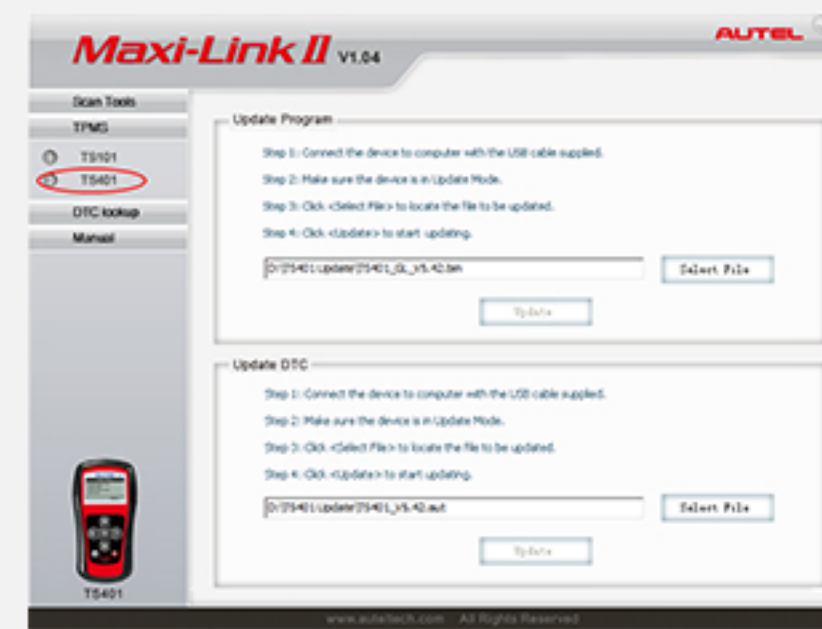 Maxi-Link II V1.04
AUTEL
Scan Tools
TPMS
TS101
TS401
DTC lookup
Manual
TS401
Update Program
Step 1: Connect the device to computer with the USB cable supplied.
Step 2: Make sure the device is in Update Mode.
Step 3: Click <Select File> to locate the file to be updated.
Step 4: Click <Update> to start updating.
D:\TS401 Update\TS401_GL_V5.42.bin
Select File
Update
Update DTC
Step 1: Connect the device to computer with the USB cable supplied.
Step 2: Make sure the device is in Update Mode.
Step 3: Click <Select File> to locate the file to be updated.
Step 4: Click <Update> to start updating.
D:\TS401 Update\TS401_V5.42.aut
Select File
Update
www.auteltech.com All Rights Reserved